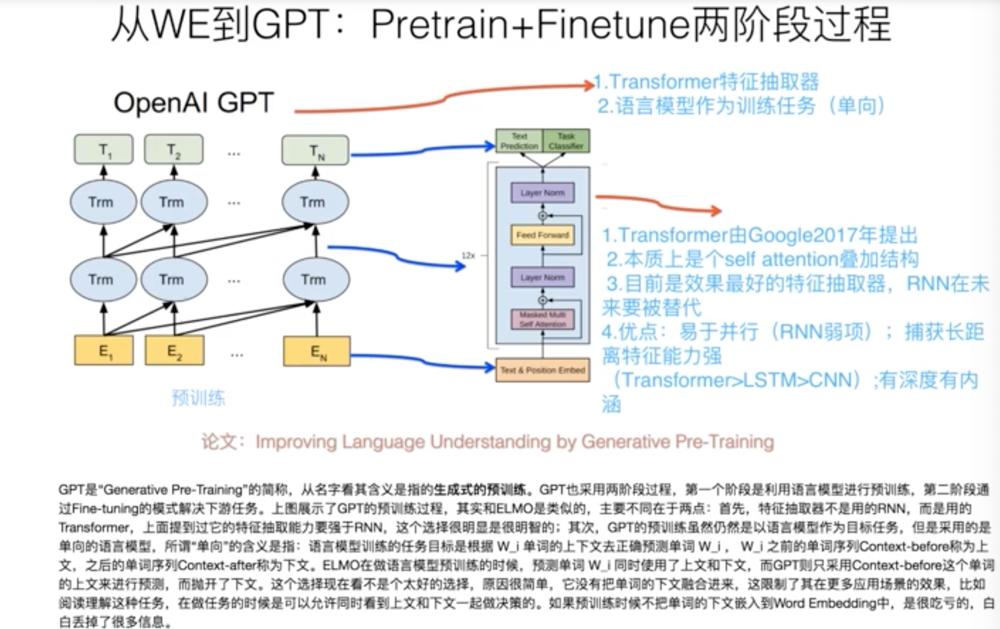 从WE到GPT：Pretrain+Finetune两阶段过程
OpenAI GPT
1.Transformer特征抽取器
2.语言模型作为训练任务（单向）
T1 T2 ... TN
Trm Trm ... Trm
Trm Trm ... Trm
E1 E2 ... EN
预训练
Text Prediction
Task Classifier
Layer Norm
Feed Forward
12x
Layer Norm
Masked Multi
Self Attention
Text & Position Embed
1.Transformer由Google2017年提出
2.本质上是个self attention叠加结构
3.目前是效果最好的特征抽取器，RNN在未
来要被替代
4.优点：易于并行（RNN弱项）；捕获长距
离特征能力强
（Transformer>LSTM>CNN）;有深度有内
涵
论文：Improving Language Understanding by Generative Pre-Training
GPT是“Generative Pre-Training”的简称，从名字看其含义是指的生成式的预训练。GPT也采用两阶段过程，第一个阶段是利用语言模型进行预训练，第二阶段通
过Fine-tuning的模式解决下游任务。上图展示了GPT的预训练过程，其实和ELMO是类似的，主要不同在于两点：首先，特征抽取器不是用的RNN，而是用的
Transformer，上面提到过它的特征抽取能力要强于RNN，这个选择很明显是很明智的；其次，GPT的预训练虽然仍然是以语言模型作为目标任务，但是采用的是
单向的语言模型，所谓“单向”的含义是指：语言模型训练的任务目标是根据 W_i 单词的上下文去正确预测单词 W_i ， W_i 之前的单词序列Context-before称为上
文，之后的单词序列Context-after称为下文。ELMO在做语言模型预训练的时候，预测单词 W_i 同时使用了上文和下文，而GPT则只采用Context-before这个单词
的上文来进行预测，而抛开了下文。这个选择现在看不是个太好的选择，原因很简单，它没有把单词的下文融合进来，这限制了其在更多应用场景的效果，比如
阅读理解这种任务，在做任务的时候是可以允许同时看到上文和下文一起做决策的。如果预训练时候不把单词的下文嵌入到Word Embedding中，是很吃亏的，白
白丢掉了很多信息。